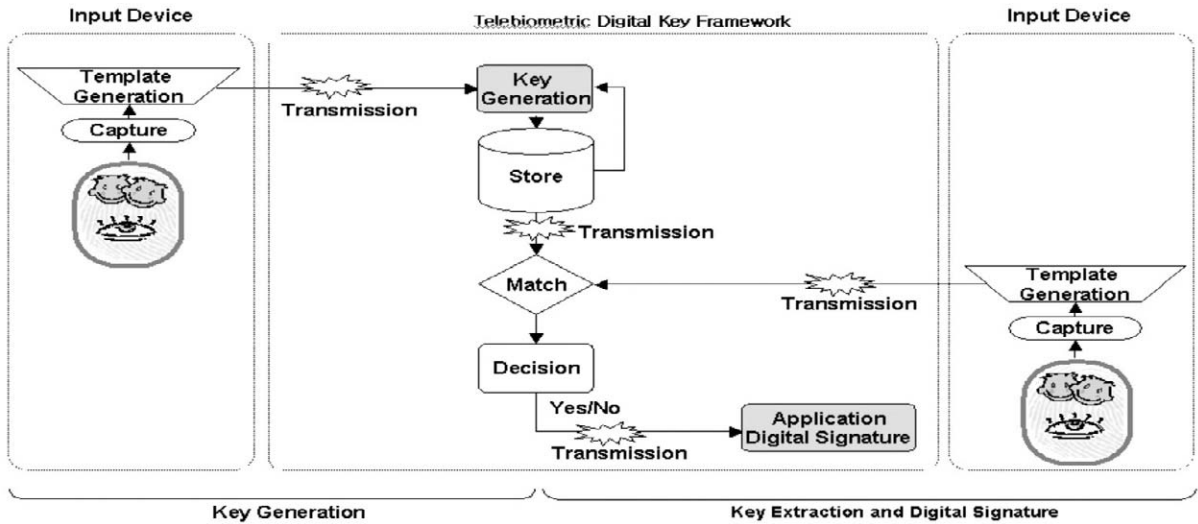 Input Device
Telebiometric Digital Key Framework
Input Device
Template
Generation
Capture
Transmission
Key
Generation
Store
Transmission
Match
Transmission
Template
Generation
Capture
Decision
Yes/No
Transmission
Application
Digital Signature
Key Generation
Key Extraction and Digital Signature